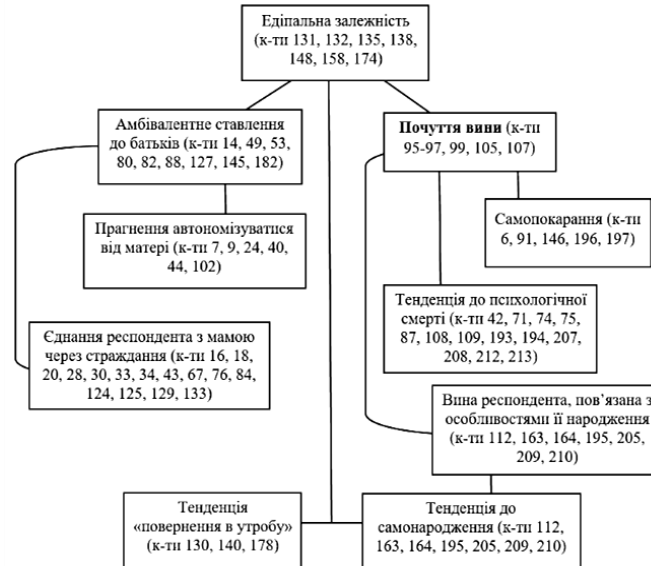 Едіпальна залежність
(к-ти 131, 132, 135, 138,
148, 158, 174)
Амбівалентне ставлення
до батьків (к-ти 14, 49, 53,
80, 82, 88, 127, 145, 182)
Почуття вини (к-ти
95-97, 99, 105, 107)
Прагнення автономізуватися
від матері (к-ти 7, 9, 24, 40,
44, 102)
Самопокарання (к-ти
6, 91, 146, 196, 197)
Тенденція до психологічної
смерті (к-ти 42, 71, 74, 75,
87, 108, 109, 193, 194, 207,
208, 212, 213)
Єднання респондента з мамою
через страждання (к-ти 16, 18,
20, 28, 30, 33, 34, 43, 67, 76, 84,
124, 125, 129, 133)
Вина респондента, пов’язана з
особливостями її народження
(к-ти 112, 163, 164, 195, 205,
209, 210)
Тенденція
«повернення в утробу»
(к-ти 130, 140, 178)
Тенденція до
самонародження (к-ти 112,
163, 164, 195, 205, 209, 210)